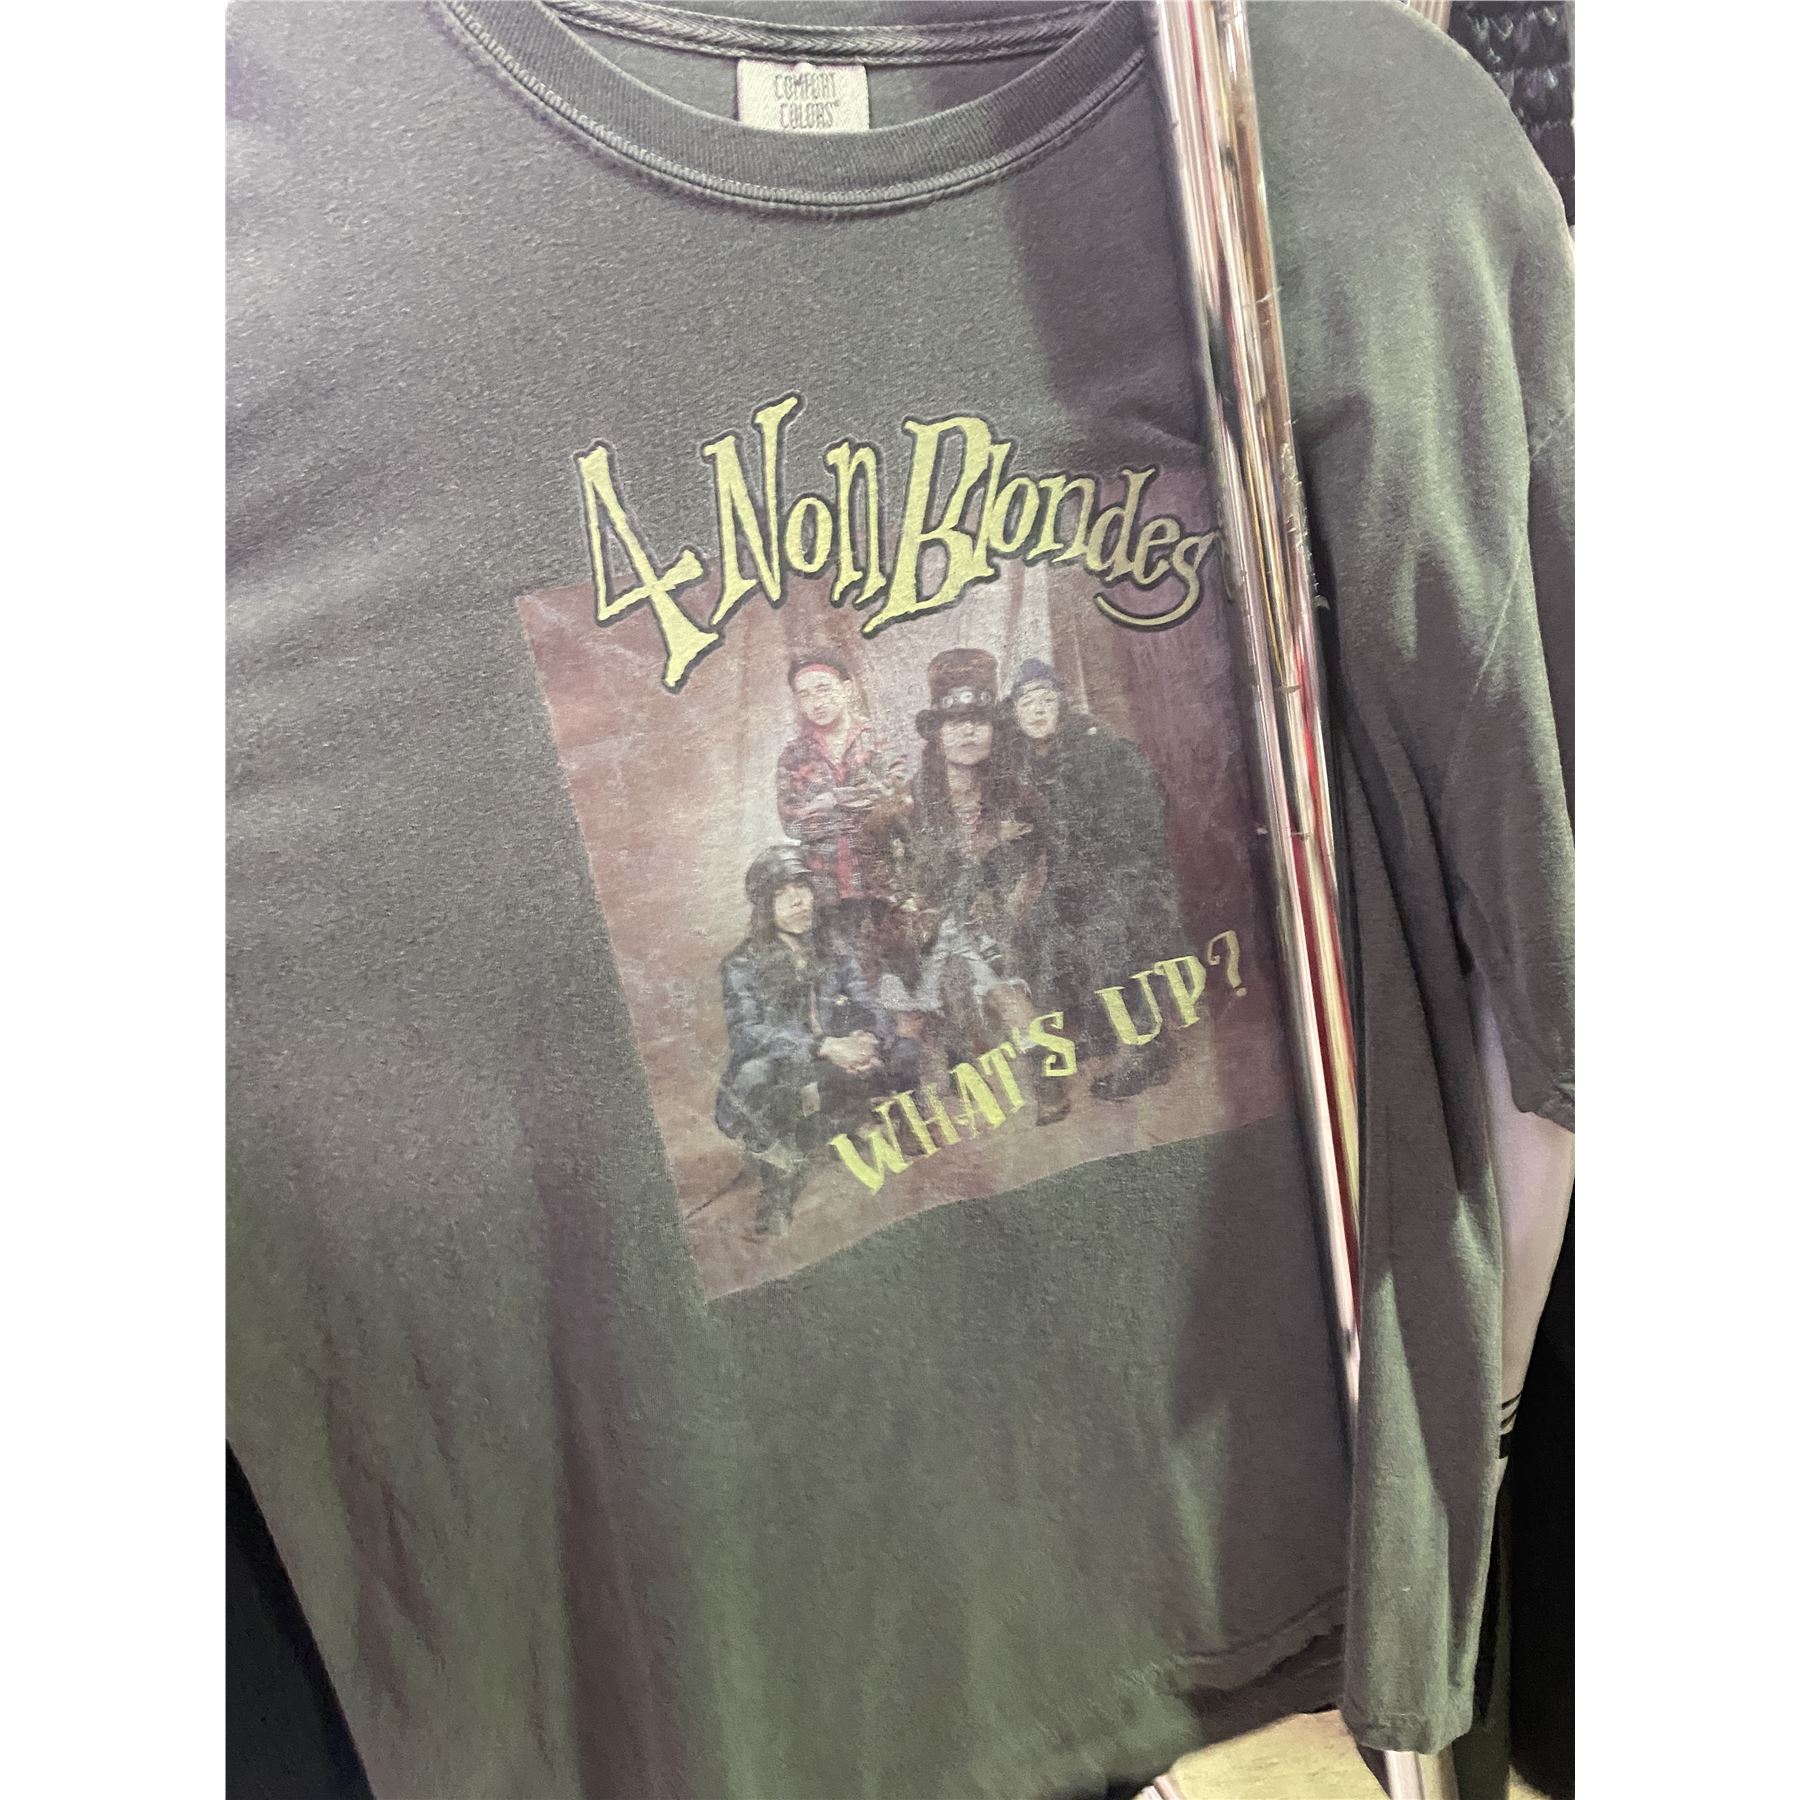 COMFORT
COLORS®
4 Non Blondes
WHAT'S UP?